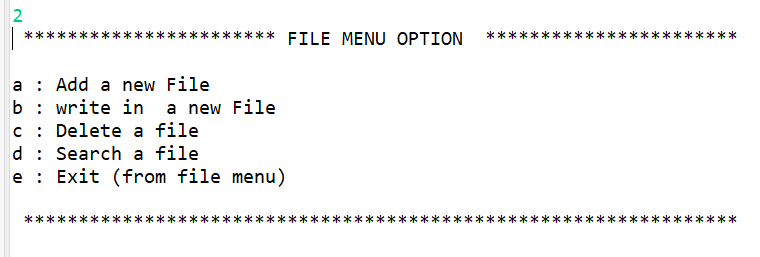 2
*********************** FILE MENU OPTION  ***********************
a : Add a new File
b : write in  a new File
c : Delete a file
d : Search a file
e : Exit (from file menu)
*****************************************************************